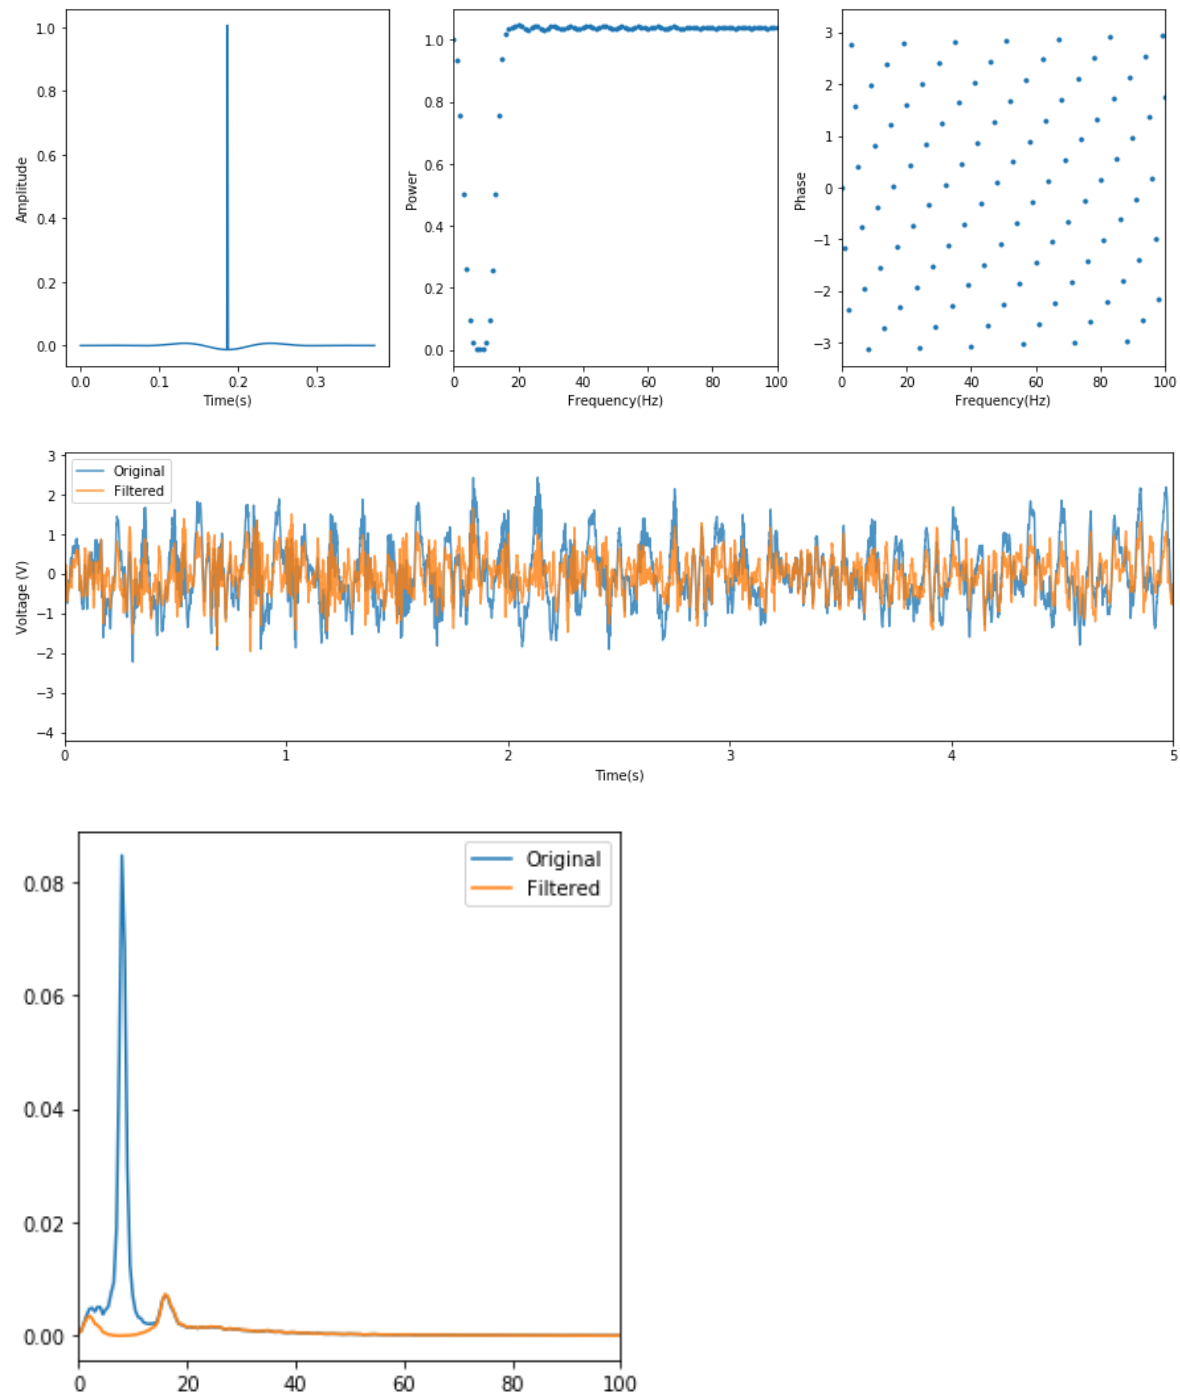 1.0
0.8
0.6
0.4
0.2
0.0
Amplitude
0.0 0.1 0.2 0.3
Time(s)
1.0
0.8
0.6
0.4
0.2
0.0
Power
0 20 40 60 80 100
Frequency(Hz)
3
2
1
0
−1
−2
−3
Phase
0 20 40 60 80 100
Frequency(Hz)
Original
Filtered
3
2
1
0
−1
−2
−3
−4
Voltage (V)
0 1 2 3 4 5
Time(s)
Original
Filtered
0.08
0.06
0.04
0.02
0.00
0 20 40 60 80 100